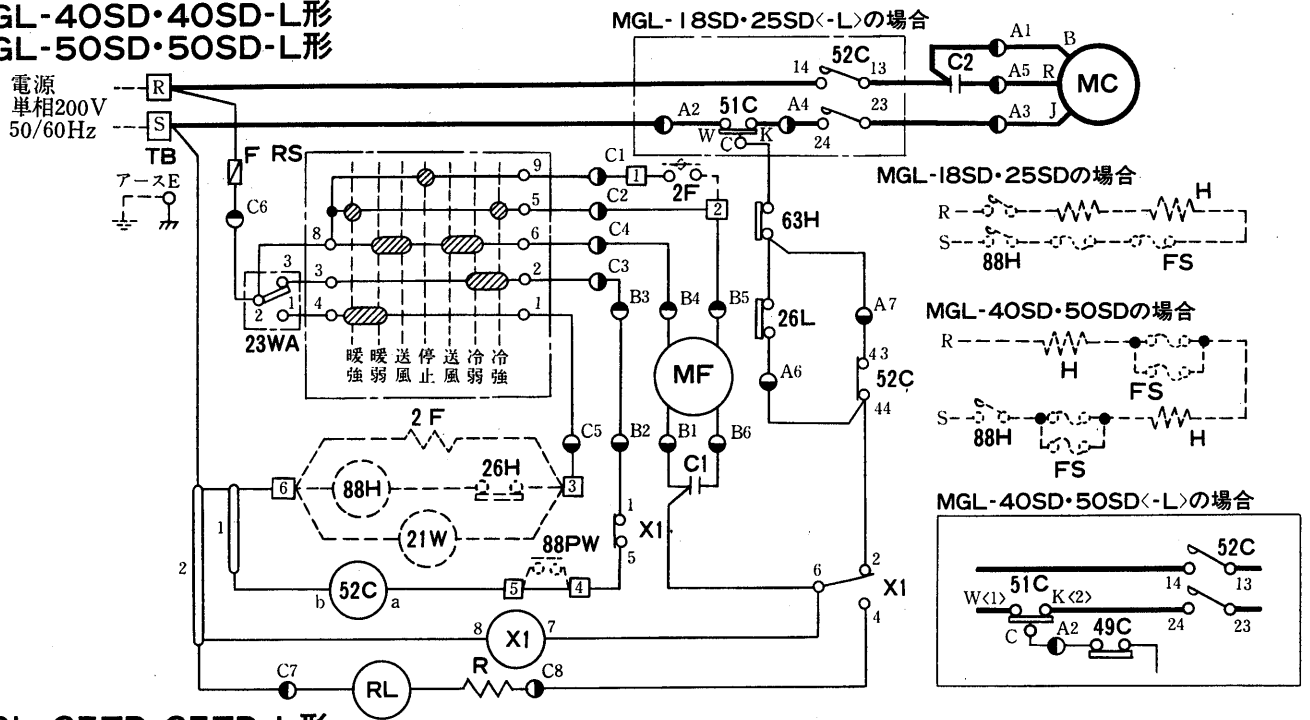 GL-40SD・40SD-L形
GL-50SD・50SD-L形
MGL-18SD・25SD〈-L〉の場合
電源
単相200V
50/60Hz
R
S
TB
アースE
F
RS
C6
14
52C
13
C2
A1
B
A5
R
MC
A2
51C
A4
23
A3
J
W
K
C
24
9
C1
1
2F
5
C2
2
8
6
C4
3
3
2
C3
1
4
1
2
23WA
暖強
暖弱
送風
停止
送風
冷弱
冷強
63H
26L
A7
A6
43
52C
44
B3
B4
B5
MF
B2
B1
B6
C1
MGL-18SD・25SDの場合
R
H
S
88H
FS
MGL-40SD・50SDの場合
R
H
FS
S
88H
H
FS
2F
C5
6
88H
26H
3
21W
1
2
1
X1
5
88PW
b
52C
a
5
4
6
2
X1
4
8
X1
7
C7
RL
R
C8
MGL-40SD・50SD〈-L〉の場合
52C
14
13
51C
W〈1〉
K〈2〉
24
23
C
A2
49C